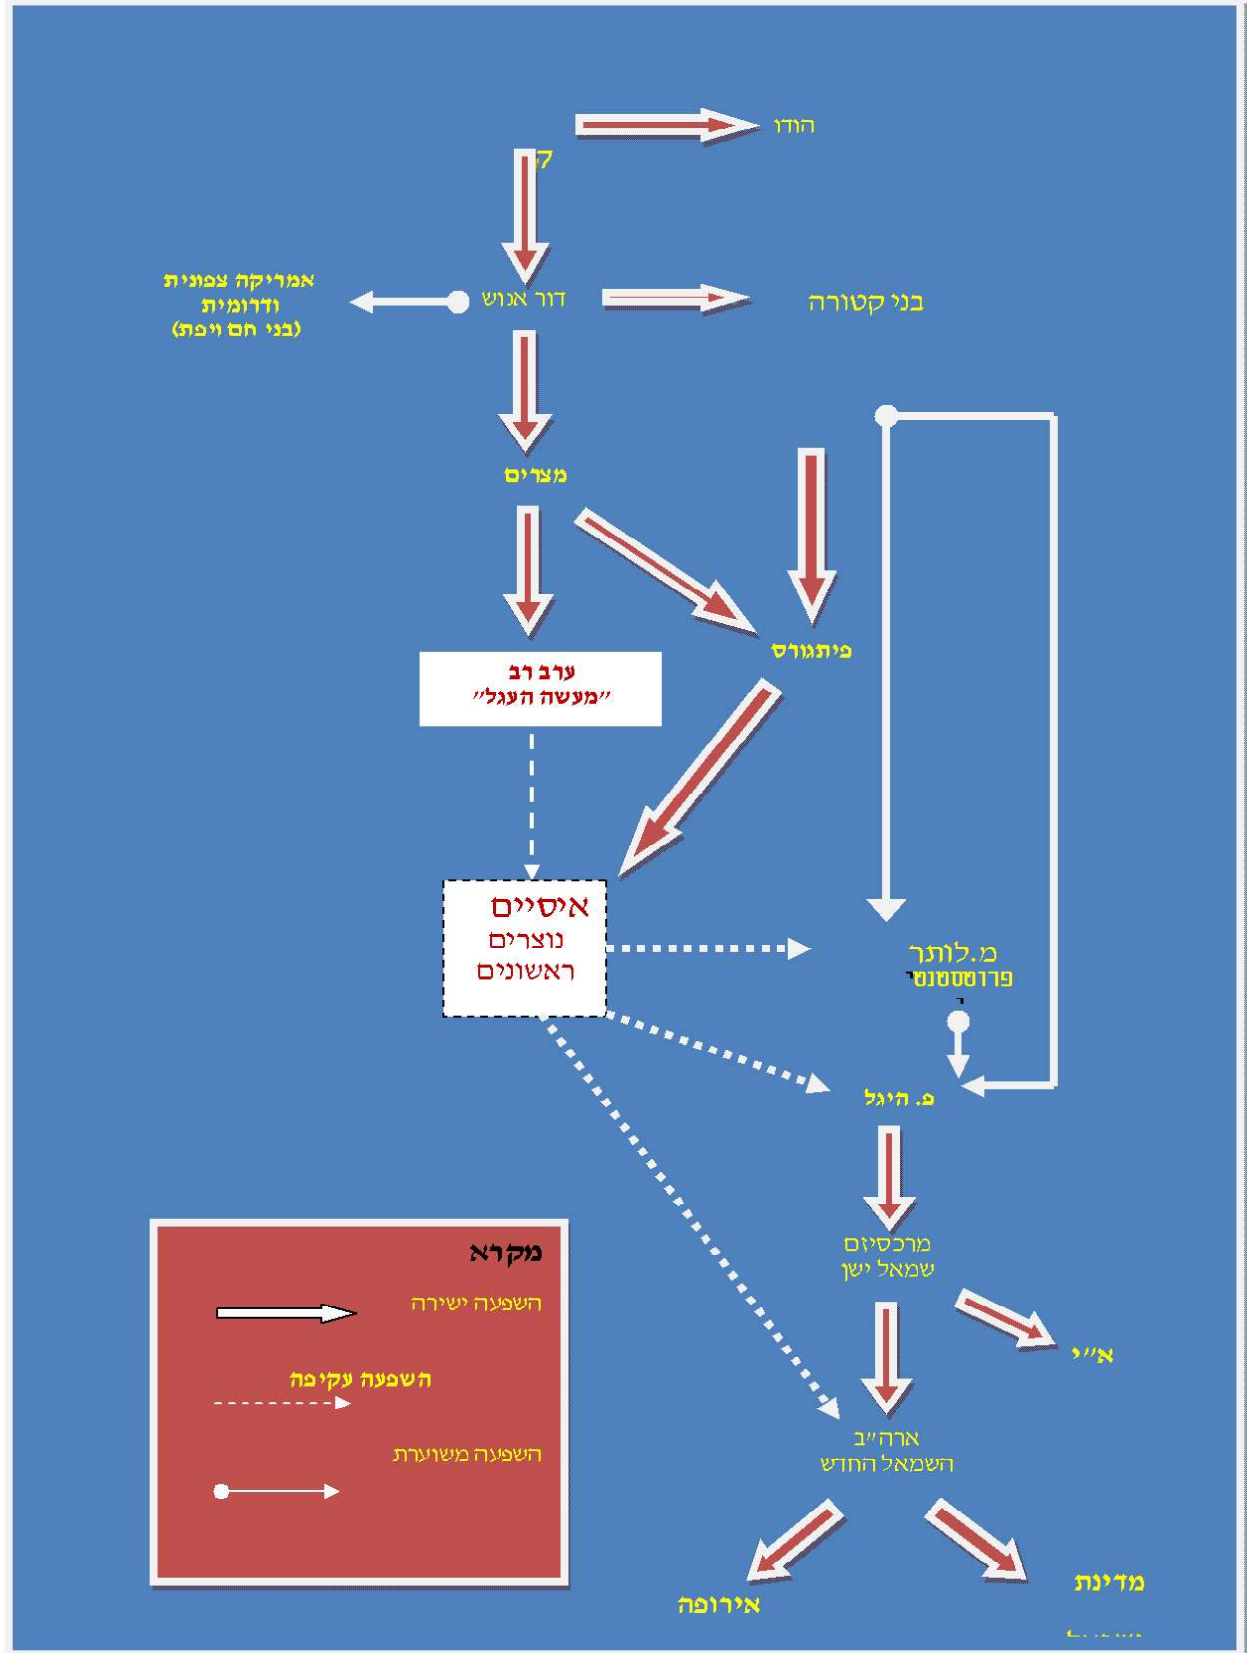 הודו
ק
אמריקה צפונית
ודרומית
(בני חם ויפת)
דור אנוש
בני קטורה
מצרים
פיתגורס
ערב רב
"מעשה העגל"
איסיים
נוצרים
ראשונים
מ.לותר
פרוטסטנט
פ. היגל
מרכסיזם
שמאל ישן
א"י
ארה"ב
השמאל החדש
אירופה
מדינת
מקרא
השפעה ישירה
השפעה עקיפה
השפעה משוערת